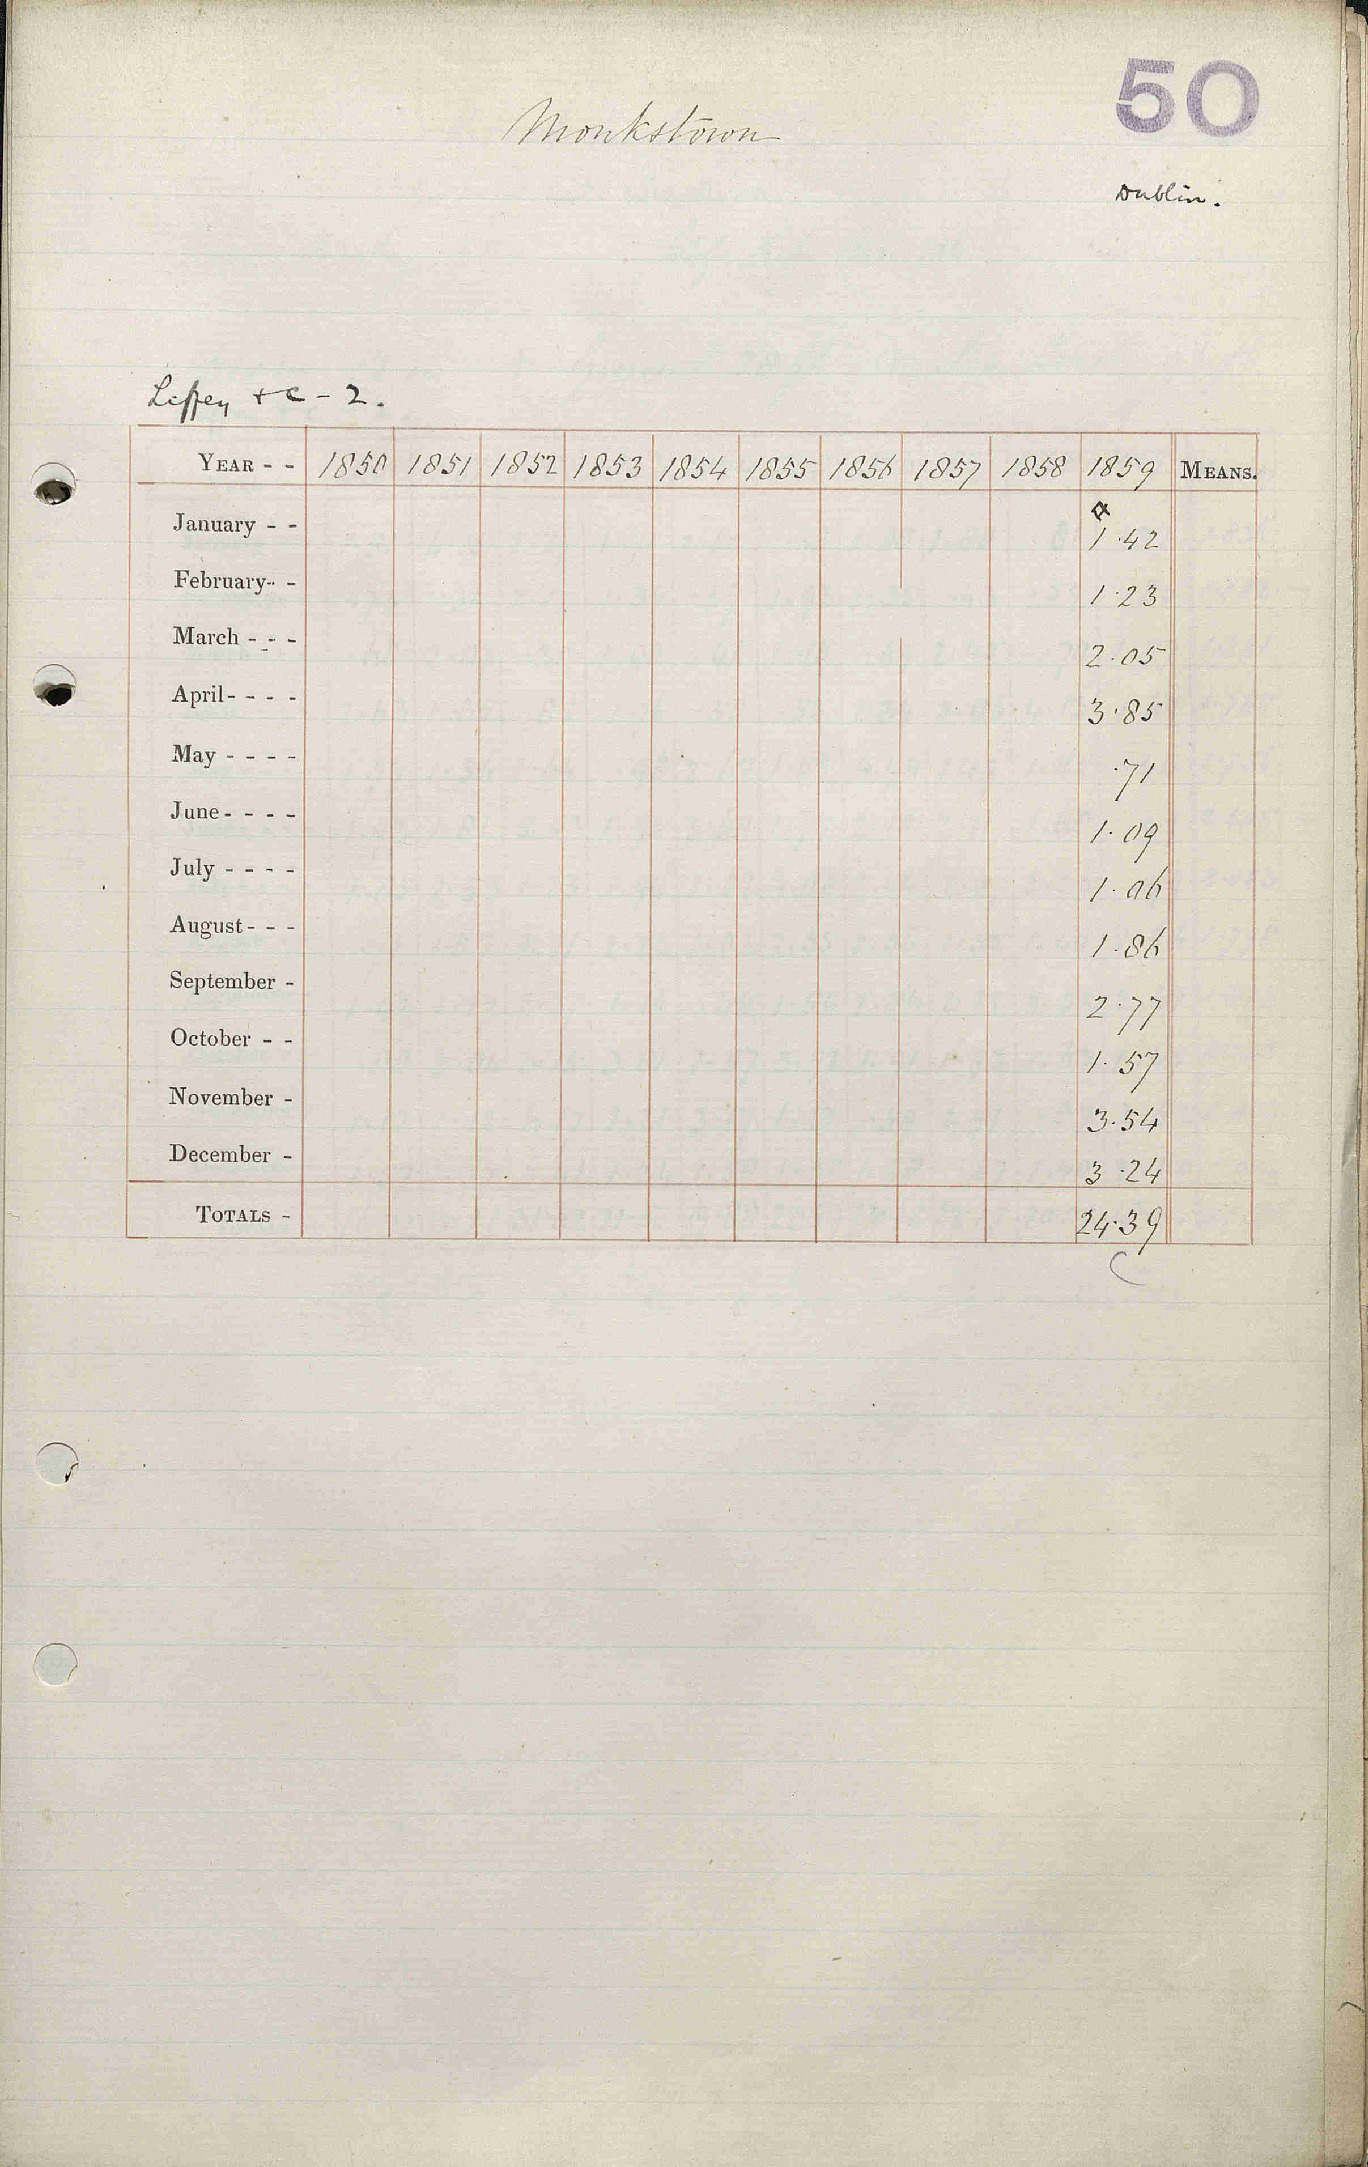 50
Monkstown
Dublin.
Liffey + c - 2.
YEAR - - 1850 1851 1852 1853 1854 1855 1856 1857 1858 1859 MEANS.
January - - 1.42
February - - 1.23
March - - - 2.05
April - - - - 3.85
May - - - - .71
June - - - - 1.09
July - - - - 1.06
August - - - 1.86
September - 2.77
October - - 1.57
November - 3.54
December - 3.24
TOTALS - 24.39